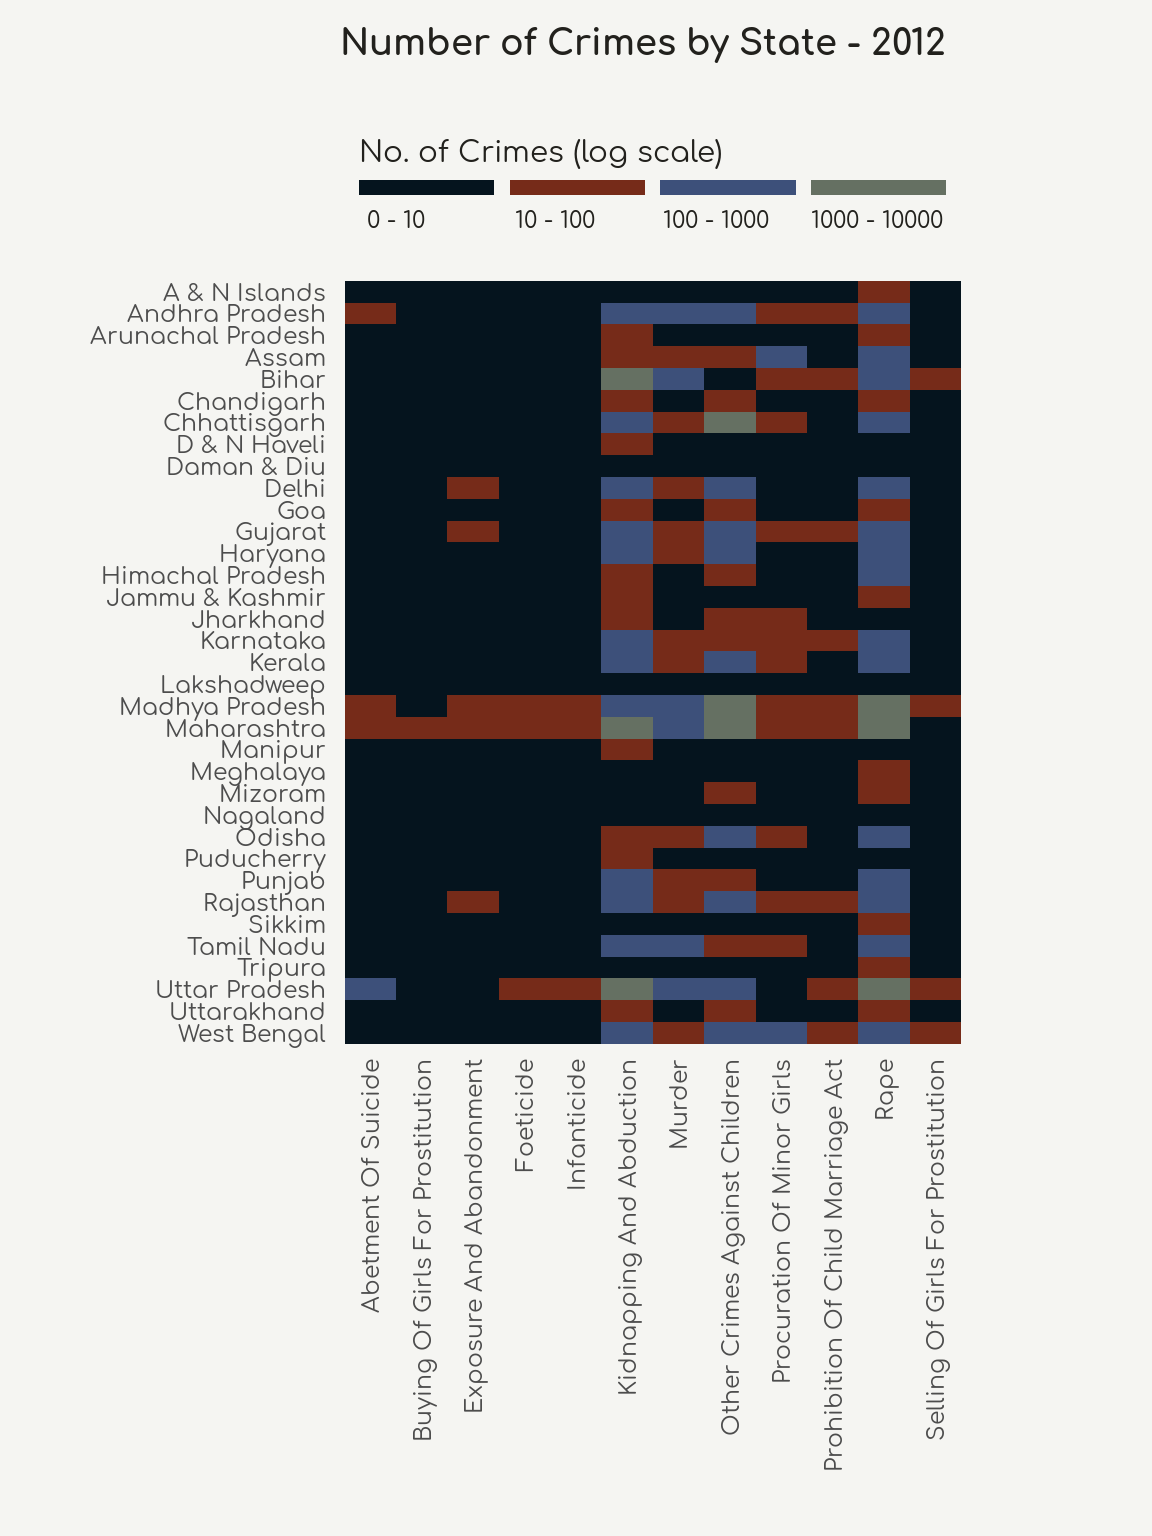 Number of Crimes by State - 2012
No. of Crimes (log scale)
0 - 10
10 - 100
100 - 1000
1000 - 10000
A & N Islands
Andhra Pradesh
Arunachal Pradesh
Assam
Bihar
Chandigarh
Chhattisgarh
D & N Haveli
Daman & Diu
Delhi
Goa
Gujarat
Haryana
Himachal Pradesh
Jammu & Kashmir
Jharkhand
Karnataka
Kerala
Lakshadweep
Madhya Pradesh
Maharashtra
Manipur
Meghalaya
Mizoram
Nagaland
Odisha
Puducherry
Punjab
Rajasthan
Sikkim
Tamil Nadu
Tripura
Uttar Pradesh
Uttarakhand
West Bengal
Abetment Of Suicide
Buying Of Girls For Prostitution
Exposure And Abandonment
Foeticide
Infanticide
Kidnapping And Abduction
Murder
Other Crimes Against Children
Procuration Of Minor Girls
Prohibition Of Child Marriage Act
Rape
Selling Of Girls For Prostitution